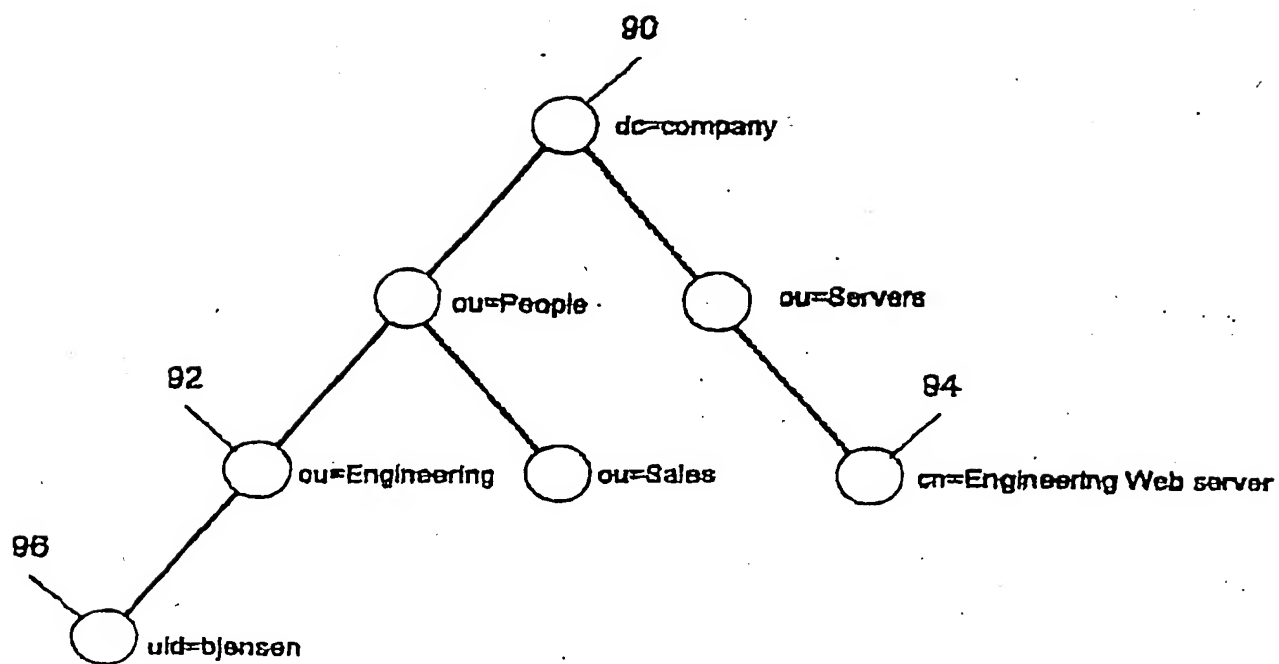 90
dc=company
ou=People
ou=Servers
92
94
ou=Engineering
ou=Sales
cn=Engineering Web server
96
uid=bjensen